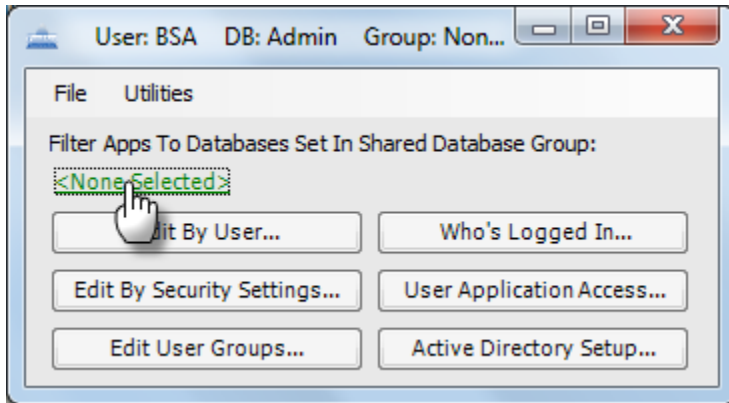 User: BSA DB: Admin Group: Non...
File Utilities
Filter Apps To Databases Set In Shared Database Group:
<None Selected>
By User... Who's Logged In...
Edit By Security Settings... User Application Access...
Edit User Groups... Active Directory Setup...